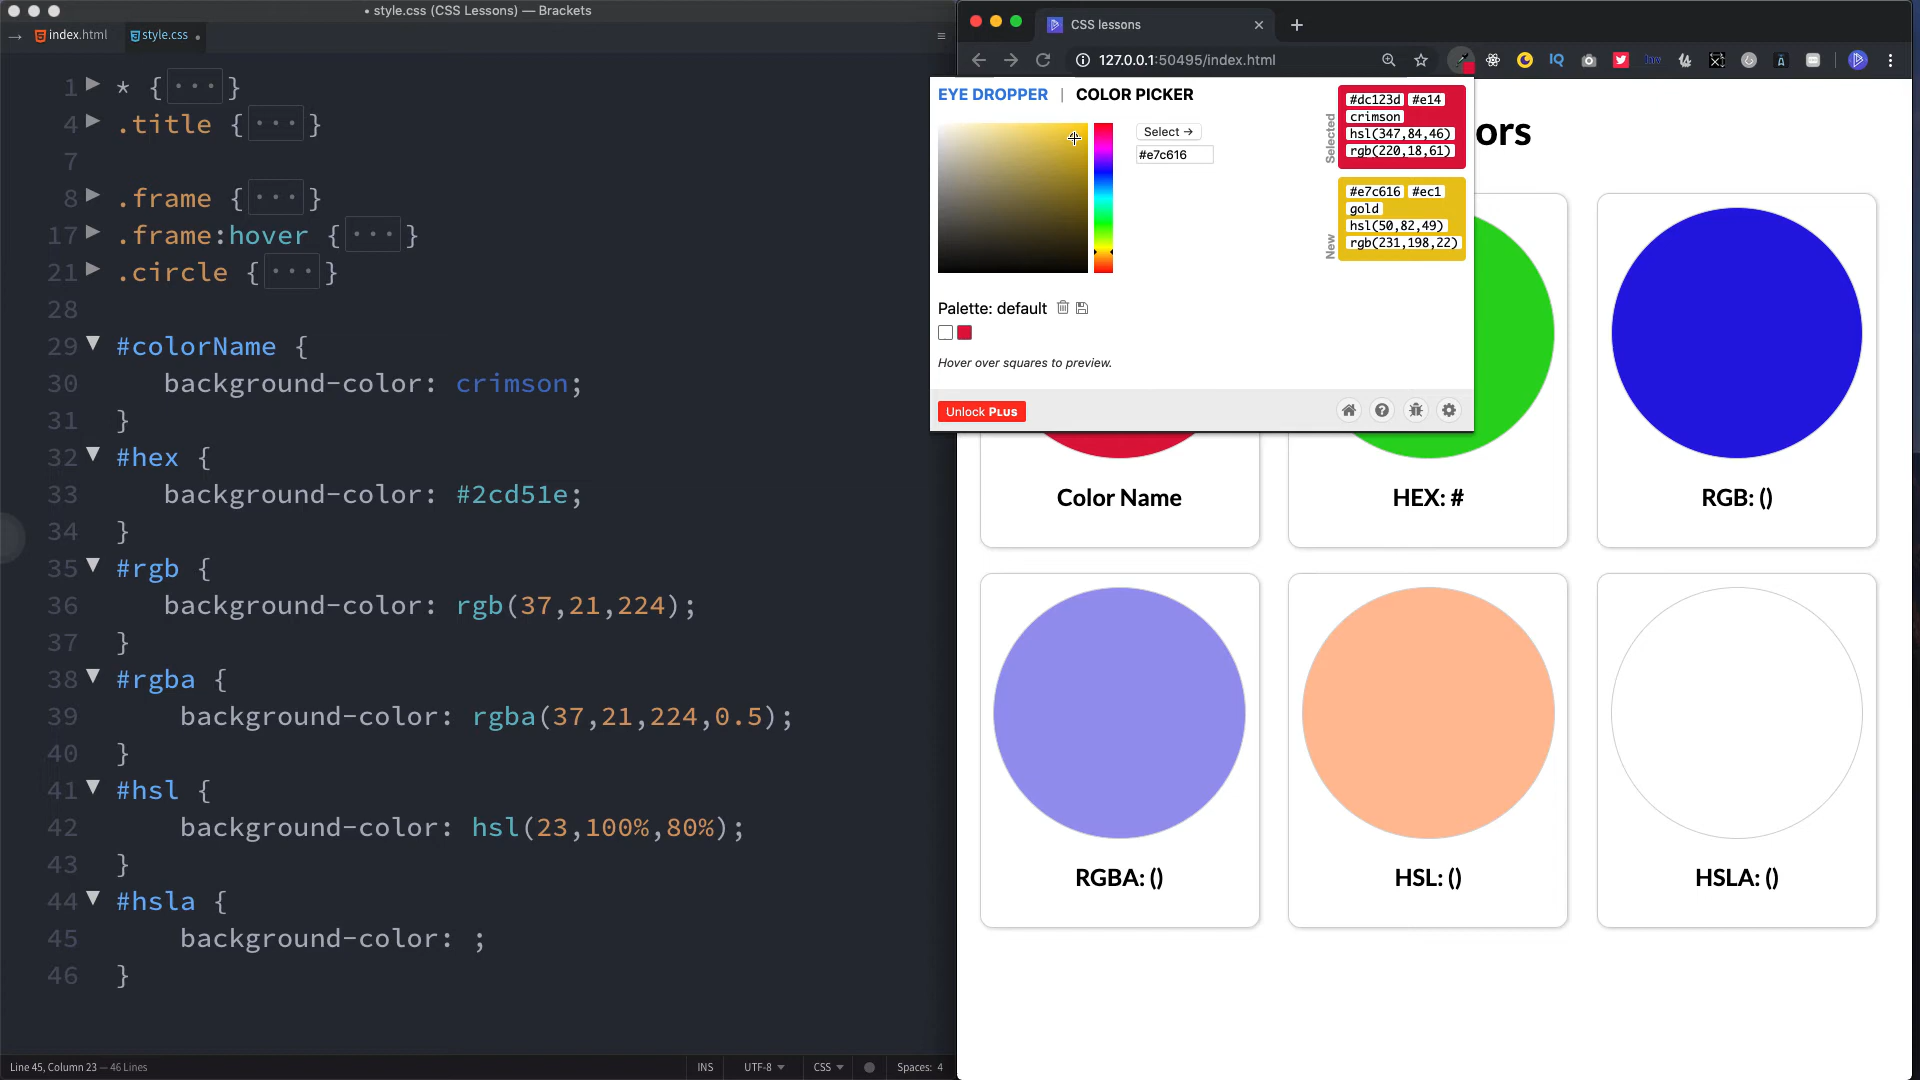 style.css (CSS Lessons) — Brackets
index.html
style.css
1 * {···}
4 .title {···}
7
8 .frame {···}
17 .frame:hover {···}
21 .circle {···}
28
29 #colorName {
30 background-color: crimson;
31 }
32 #hex {
33 background-color: #2cd51e;
34 }
35 #rgb {
36 background-color: rgb(37,21,224);
37 }
38 #rgba {
39 background-color: rgba(37,21,224,0.5);
40 }
41 #hsl {
42 background-color: hsl(23,100%,80%);
43 }
44 #hsla {
45 background-color: ;
46 }
Line 45, Column 23 — 46 Lines
INS
UTF-8
CSS
Spaces: 4
CSS lessons
127.0.0.1:50495/index.html
EYE DROPPER | COLOR PICKER
Select →
#e7c616
Selected
#dc123d #e14
crimson
hsl(347,84,46)
rgb(220,18,61)
New
#e7c616 #ec1
gold
hsl(50,82,49)
rgb(231,198,22)
Palette: default
Hover over squares to preview.
Unlock PLUS
ors
Color Name
HEX: #
RGB: ()
RGBA: ()
HSL: ()
HSLA: ()